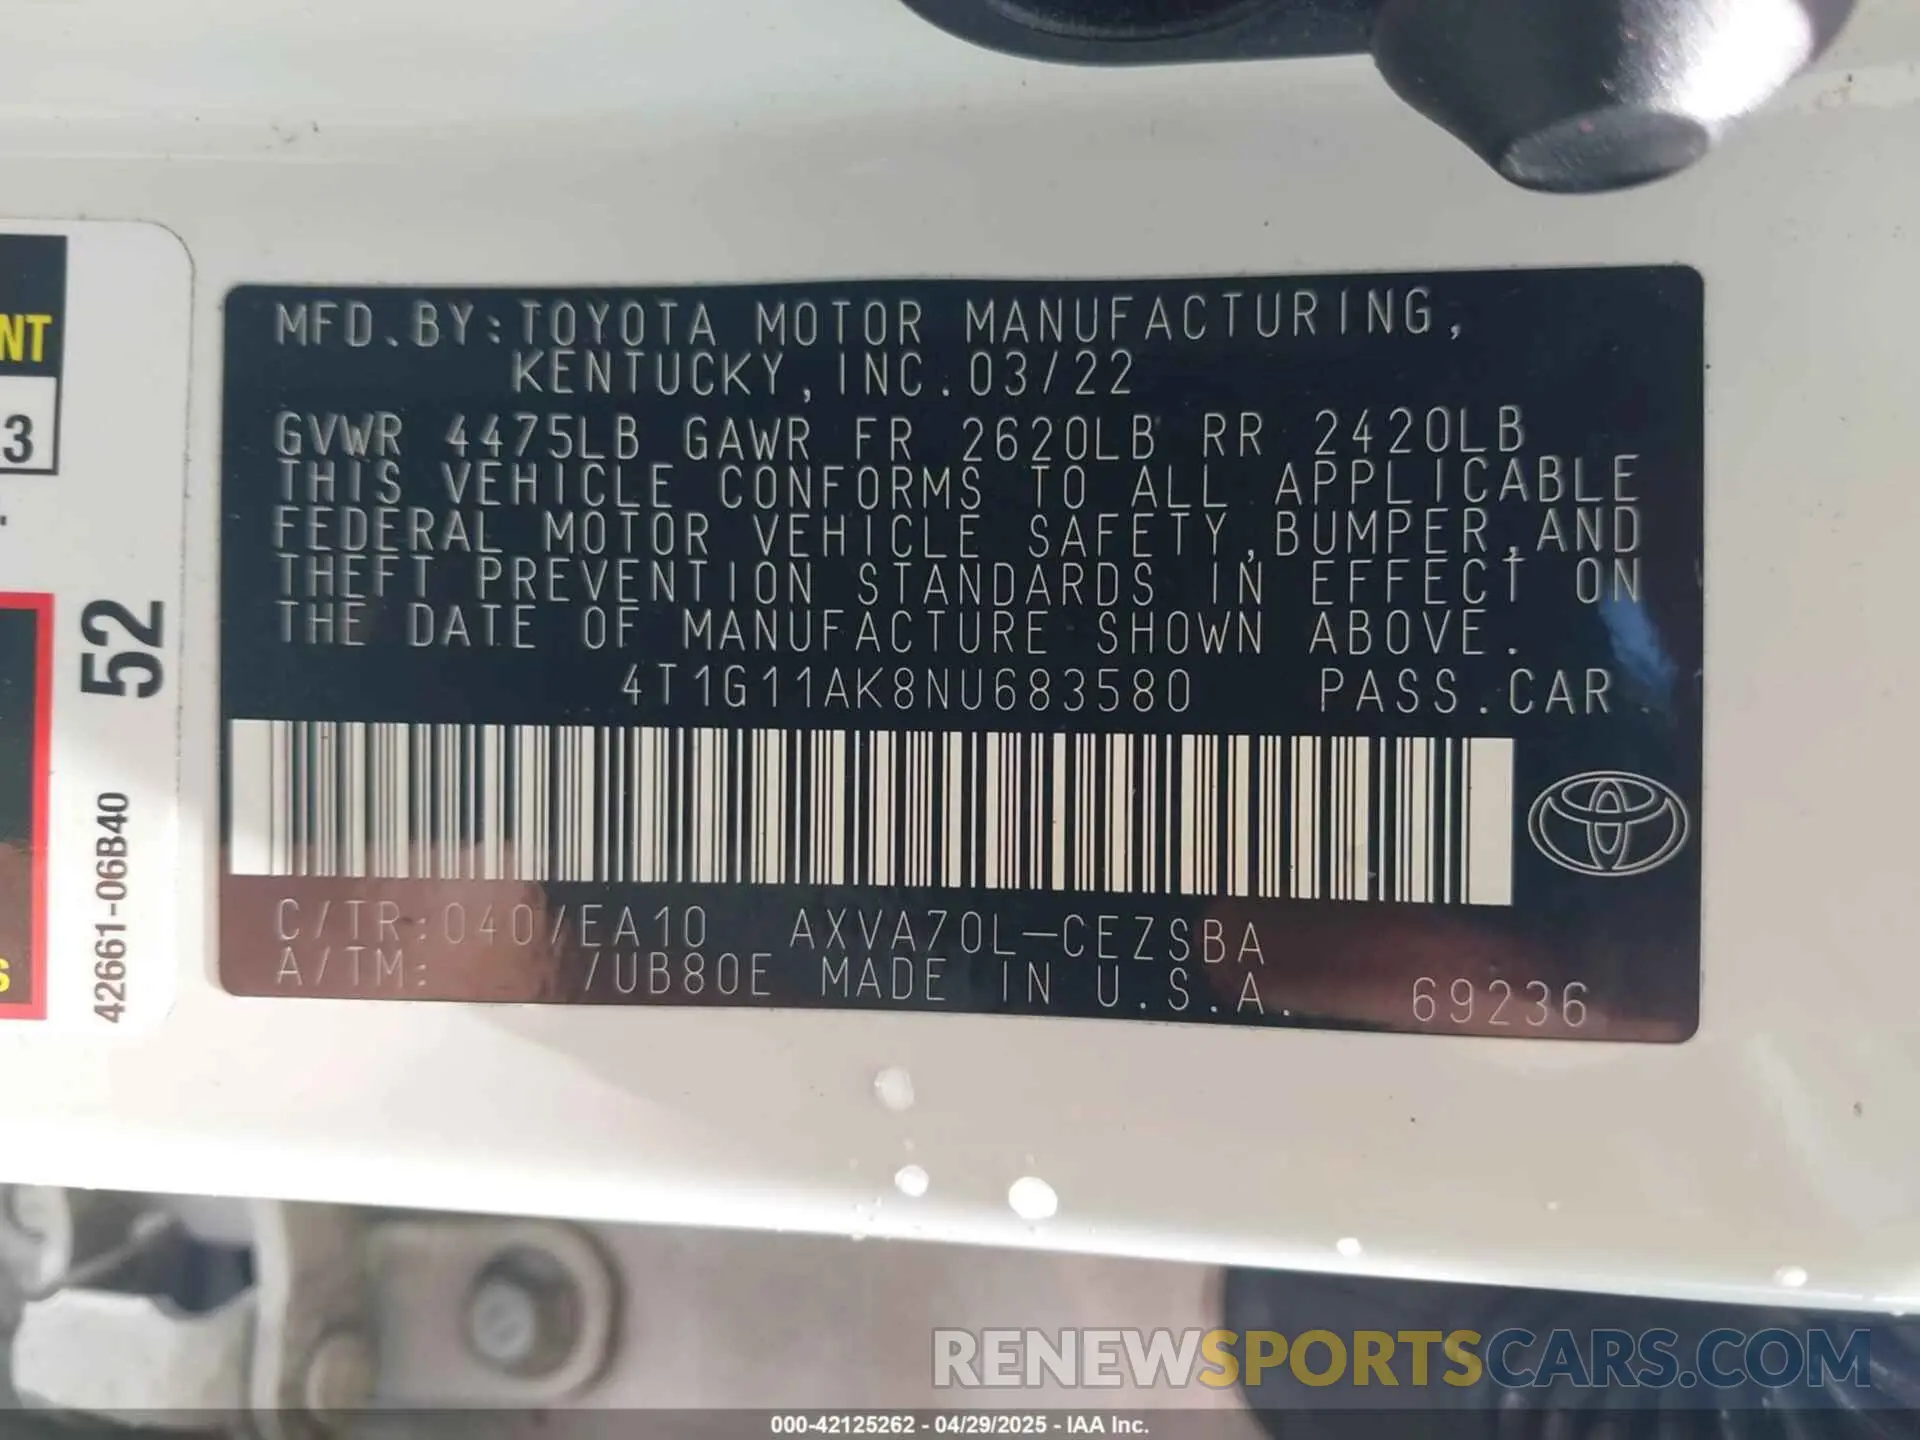 MFD.BY:TOYOTA MOTOR MANUFACTURING,
KENTUCKY,INC.03/22
GVWR 4475LB GAWR FR 2620LB RR 2420LB
THIS VEHICLE CONFORMS TO ALL APPLICABLE
FEDERAL MOTOR VEHICLE SAFETY,BUMPER,AND
THEFT PREVENTION STANDARDS IN EFFECT ON
THE DATE OF MANUFACTURE SHOWN ABOVE.
4T1G11AK8NU683580 PASS.CAR
C/TR:040/EA10 AXVA70L-CEZSBA
A/TM: /UB80E MADE IN U.S.A. 69236
NT
3
S
52
42661-06B40
RENEWSPORTSCARS.COM
000-42125262 - 04/29/2025 - IAA Inc.